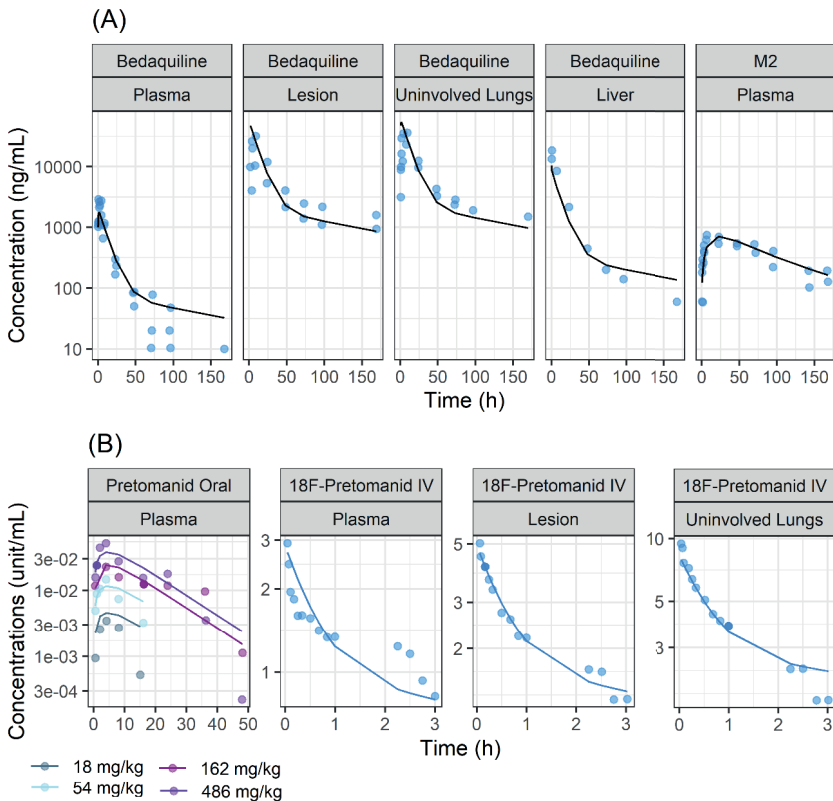 (A)
Bedaquiline Bedaquiline Bedaquiline Bedaquiline M2
Plasma Lesion Uninvolved Lungs Liver Plasma
Concentration (ng/mL)
10000
1000
100
10
0 50 100 150 0 50 100 150 0 50 100 150 0 50 100 150 0 50 100 150
Time (h)
(B)
Pretomanid Oral 18F-Pretomanid IV 18F-Pretomanid IV 18F-Pretomanid IV
Plasma Plasma Lesion Uninvolved Lungs
Concentrations (unit/mL)
3e-02
1e-02
3e-03
1e-03
3e-04
3
2
1
5
3
2
10
5
3
0 10 20 30 40 50 0 1 2 3 0 1 2 3 0 1 2 3
Time (h)
18 mg/kg 162 mg/kg
54 mg/kg 486 mg/kg